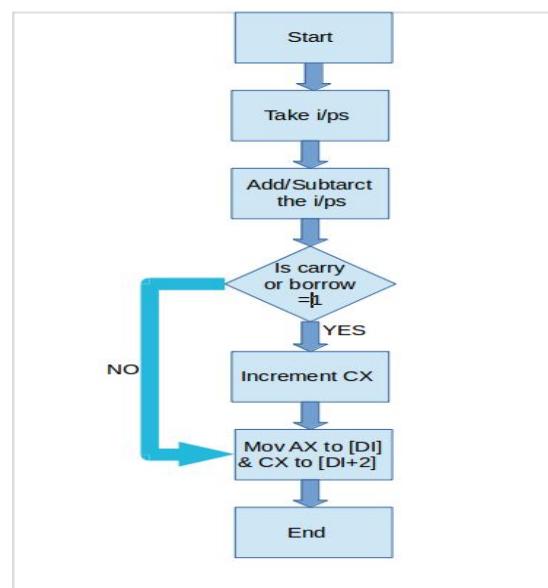 Start
Take i/ps
Add/Subtarct
the i/ps
Is carry
or borrow
=1
YES
NO
Increment CX
Mov AX to [DI]
& CX to [DI+2]
End